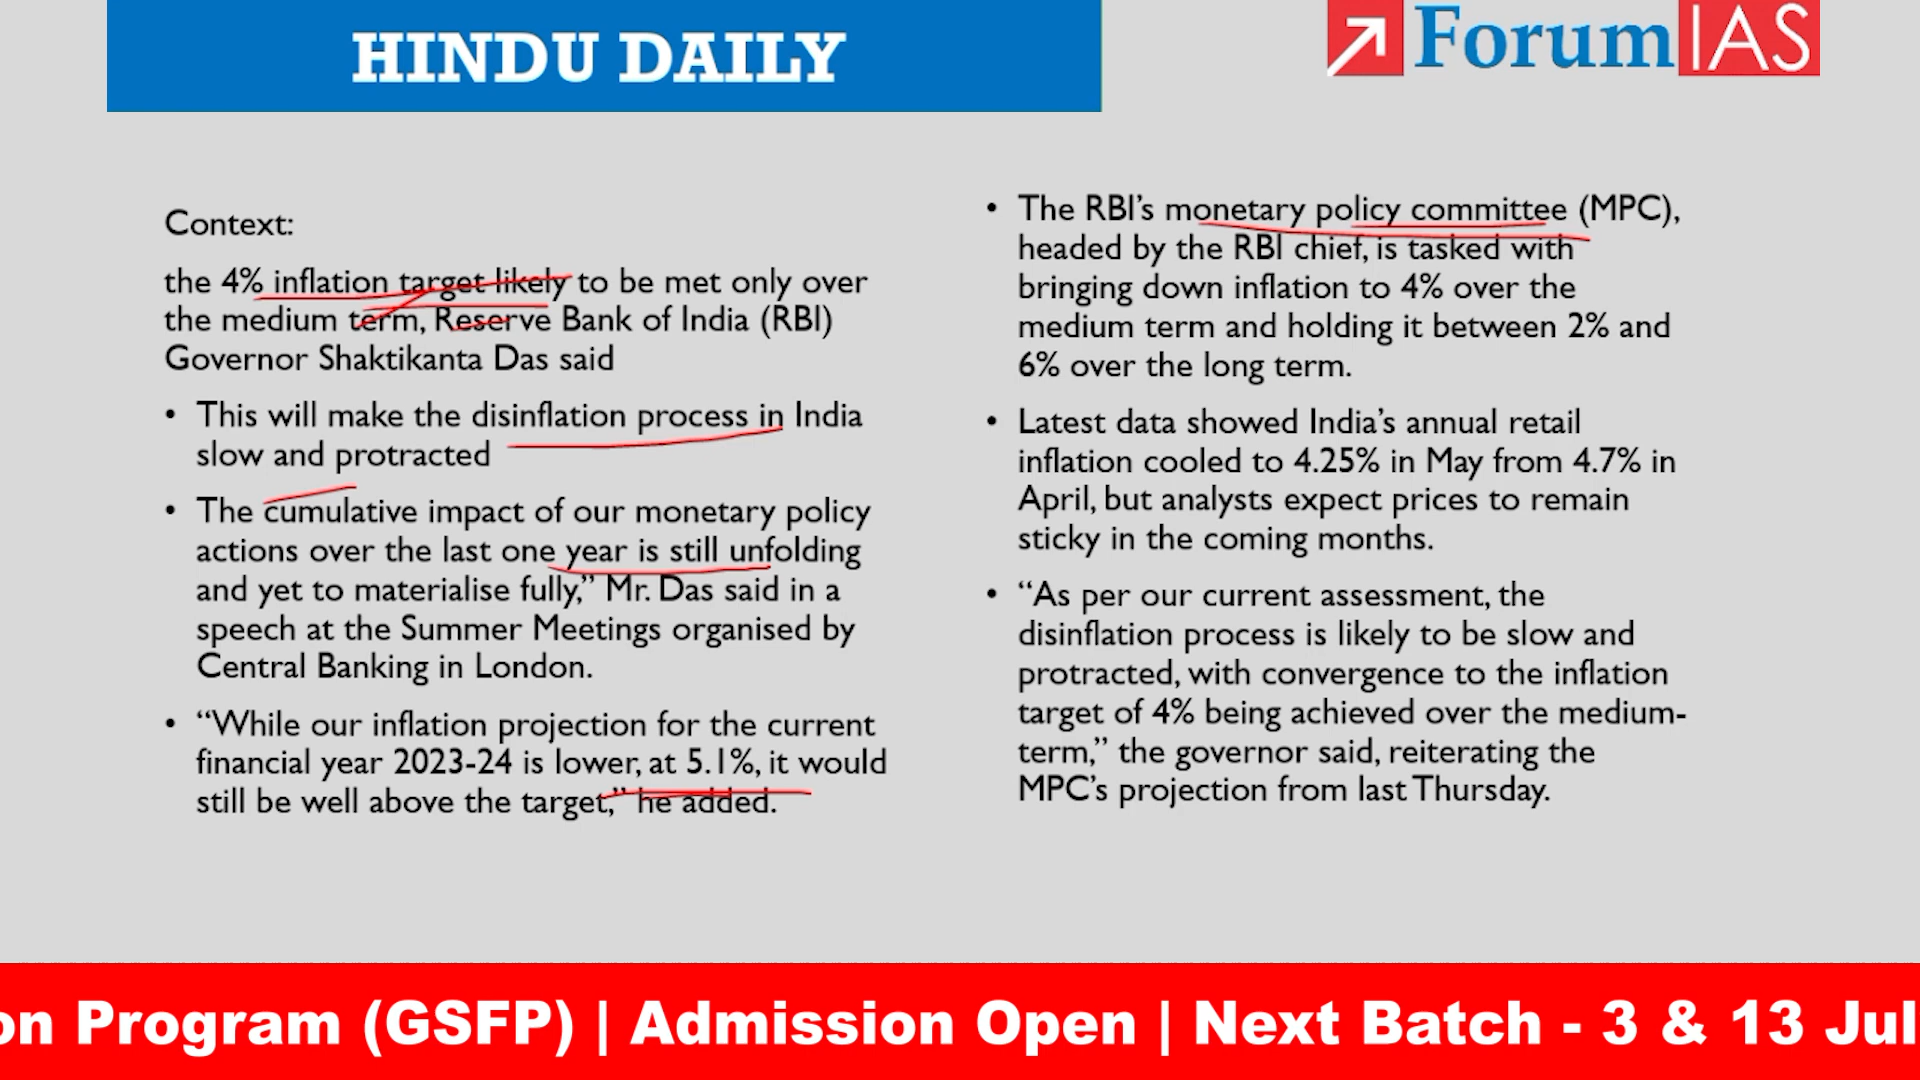 HINDU DAILY
ForumIAS
Context:
the 4% inflation target likely to be met only over
the medium term, Reserve Bank of India (RBI)
Governor Shaktikanta Das said
• This will make the disinflation process in India
slow and protracted
• The cumulative impact of our monetary policy
actions over the last one year is still unfolding
and yet to materialise fully,” Mr. Das said in a
speech at the Summer Meetings organised by
Central Banking in London.
• “While our inflation projection for the current
financial year 2023-24 is lower, at 5.1%, it would
still be well above the target,” he added.
• The RBI’s monetary policy committee (MPC),
headed by the RBI chief, is tasked with
bringing down inflation to 4% over the
medium term and holding it between 2% and
6% over the long term.
• Latest data showed India’s annual retail
inflation cooled to 4.25% in May from 4.7% in
April, but analysts expect prices to remain
sticky in the coming months.
• “As per our current assessment, the
disinflation process is likely to be slow and
protracted, with convergence to the inflation
target of 4% being achieved over the medium-
term,” the governor said, reiterating the
MPC’s projection from last Thursday.
on Program (GSFP) | Admission Open | Next Batch - 3 & 13 Jul